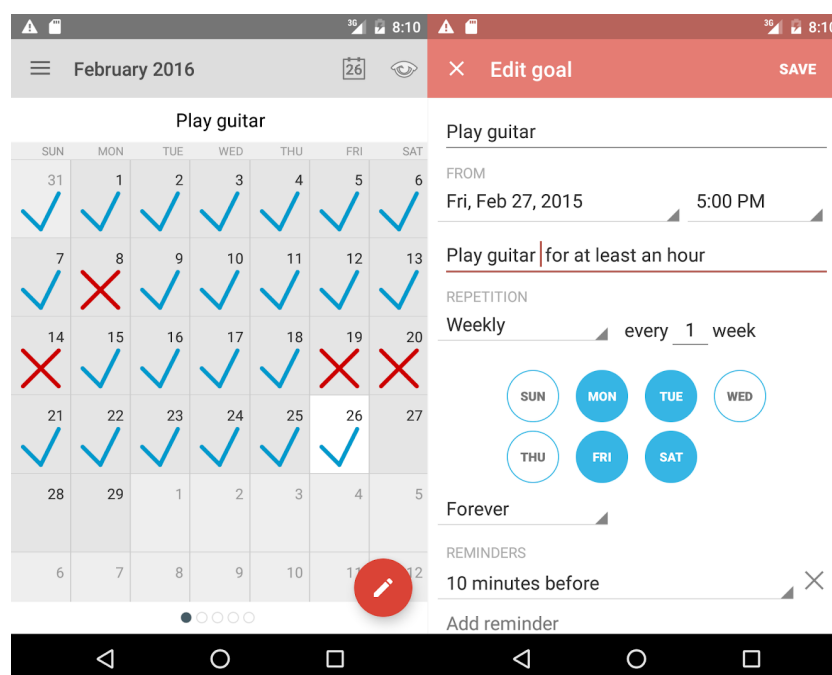 3G 8:10
February 2016 26
Play guitar
SUN MON TUE WED THU FRI SAT
31 1 2 3 4 5 6
7 8 9 10 11 12 13
14 15 16 17 18 19 20
21 22 23 24 25 26 27
28 29 1 2 3 4 5
6 7 8 9 10 11 12
3G 8:10
Edit goal SAVE
Play guitar
FROM
Fri, Feb 27, 2015 5:00 PM
Play guitar for at least an hour
REPETITION
Weekly every 1 week
SUN MON TUE WED
THU FRI SAT
Forever
REMINDERS
10 minutes before
Add reminder